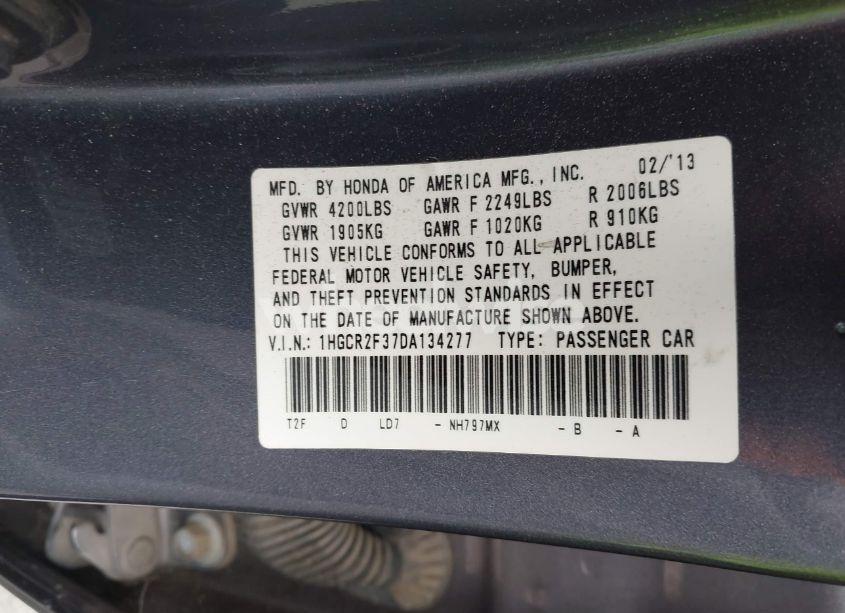 MFD. BY HONDA OF AMERICA MFG., INC. 02/'13
GVWR 4200LBS GAWR F 2249LBS R 2006LBS
GVWR 1905KG GAWR F 1020KG R 910KG
THIS VEHICLE CONFORMS TO ALL APPLICABLE
FEDERAL MOTOR VEHICLE SAFETY, BUMPER,
AND THEFT PREVENTION STANDARDS IN EFFECT
ON THE DATE OF MANUFACTURE SHOWN ABOVE.
V.I.N.: 1HGCR2F37DA134277 TYPE: PASSENGER CAR
T2F D LD7 - NH797MX - B - A